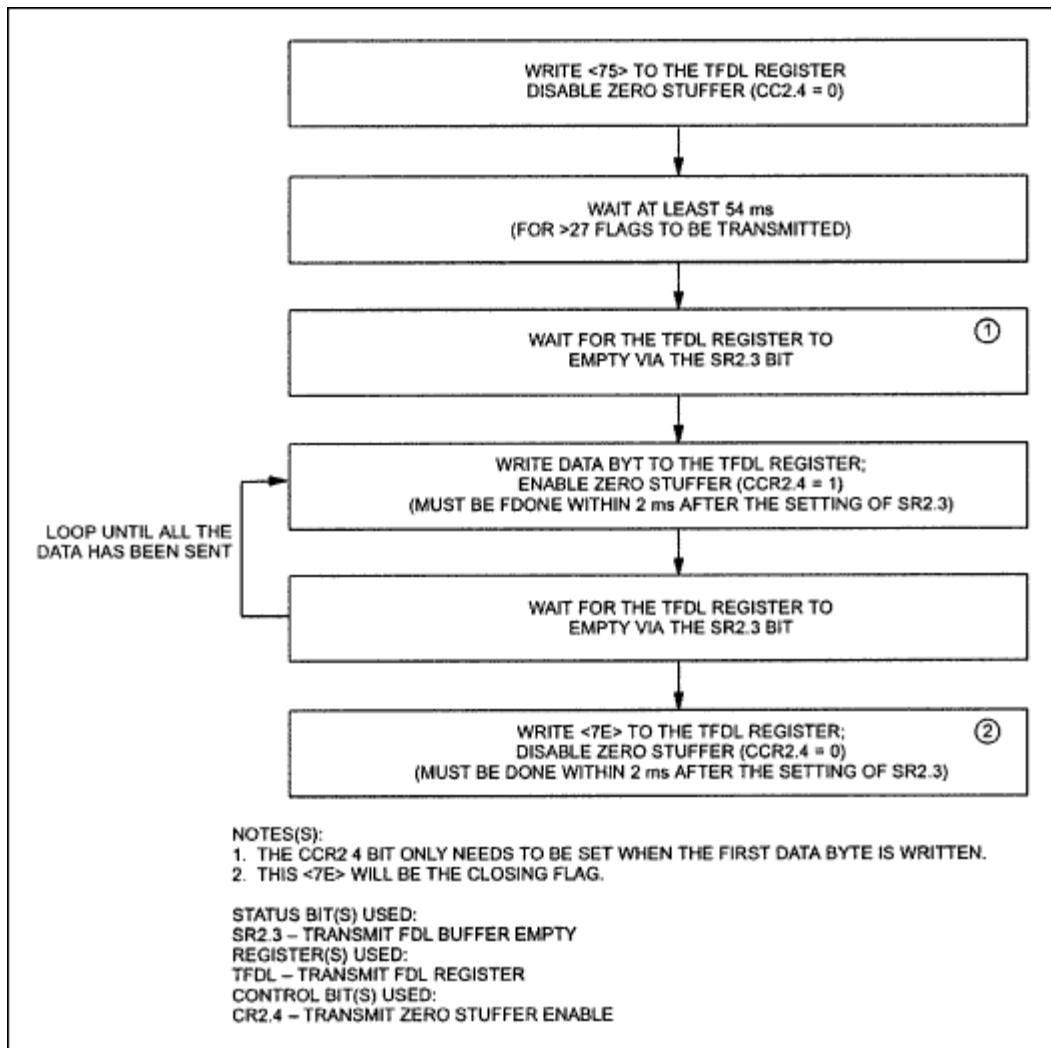 WRITE <75> TO THE TFDL REGISTER
DISABLE ZERO STUFFER (CC2.4 = 0)
WAIT AT LEAST 54 ms
(FOR >27 FLAGS TO BE TRANSMITTED)
WAIT FOR THE TFDL REGISTER TO
EMPTY VIA THE SR2.3 BIT
1
WRITE DATA BYT TO THE TFDL REGISTER;
ENABLE ZERO STUFFER (CCR2.4 = 1)
(MUST BE FDONE WITHIN 2 ms AFTER THE SETTING OF SR2.3)
LOOP UNTIL ALL THE
DATA HAS BEEN SENT
WAIT FOR THE TFDL REGISTER TO
EMPTY VIA THE SR2.3 BIT
WRITE <7E> TO THE TFDL REGISTER;
DISABLE ZERO STUFFER (CCR2.4 = 0)
(MUST BE DONE WITHIN 2 ms AFTER THE SETTING OF SR2.3)
2
NOTES(S):
1. THE CCR2 4 BIT ONLY NEEDS TO BE SET WHEN THE FIRST DATA BYTE IS WRITTEN.
2. THIS <7E> WILL BE THE CLOSING FLAG.
STATUS BIT(S) USED:
SR2.3 – TRANSMIT FDL BUFFER EMPTY
REGISTER(S) USED:
TFDL – TRANSMIT FDL REGISTER
CONTROL BIT(S) USED:
CR2.4 – TRANSMIT ZERO STUFFER ENABLE